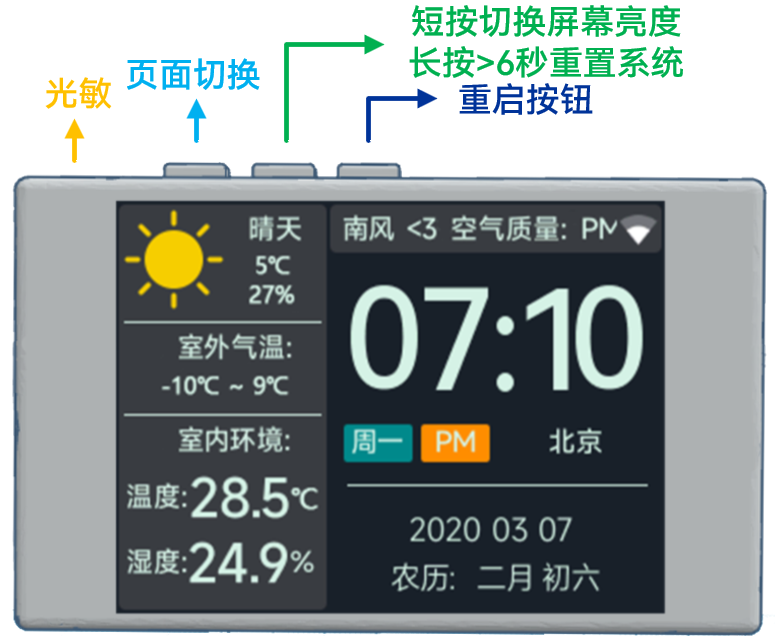 短按切换屏幕亮度
长按>6秒重置系统
页面切换
光敏
重启按钮
晴天
5℃
27%
南风 <3 空气质量: PM
07:10
室外气温:
-10℃ ~ 9℃
室内环境:
周一 PM 北京
温度:28.5℃
2020 03 07
湿度:24.9%
农历: 二月 初六